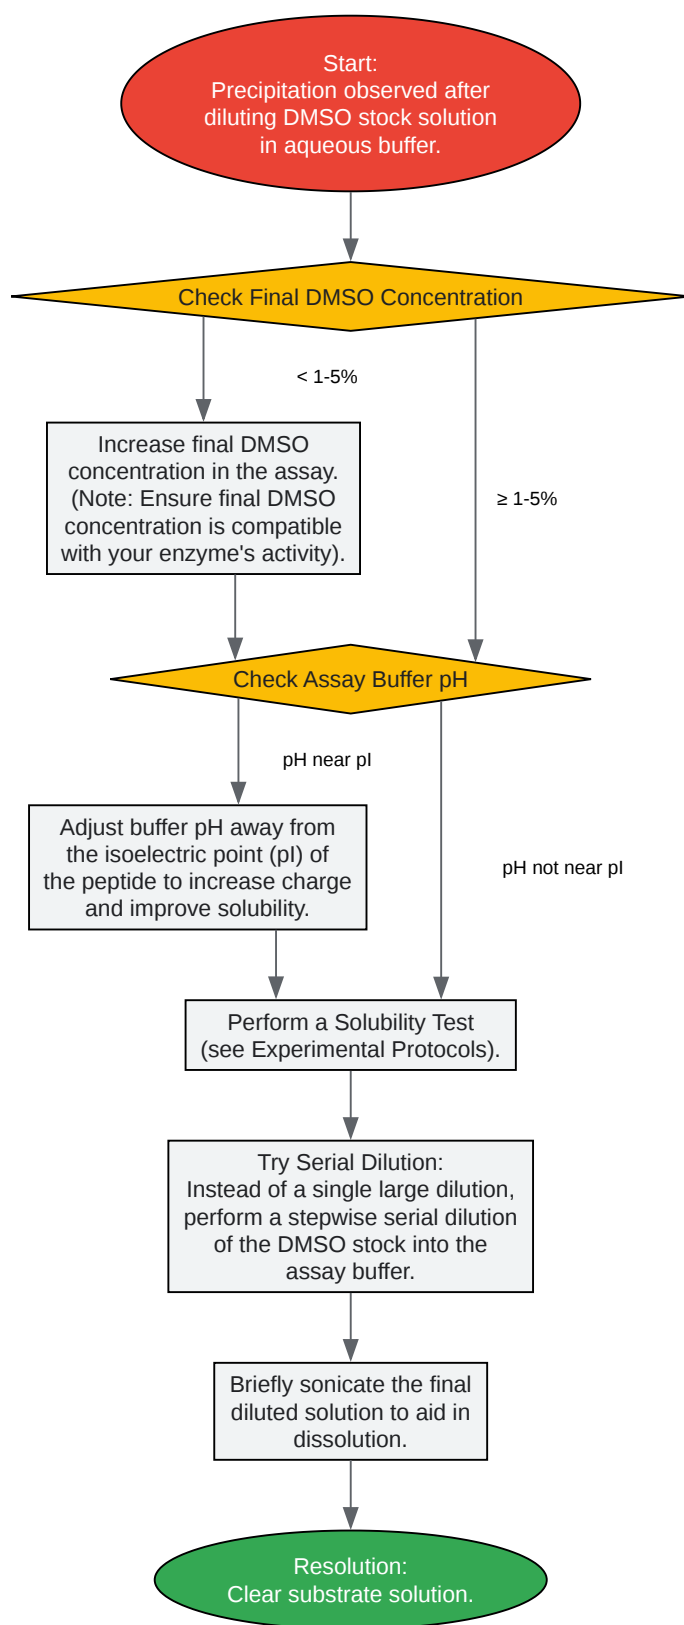 Start:
Precipitation observed after
diluting DMSO stock solution
in aqueous buffer.
Check Final DMSO Concentration
< 1-5%
Increase final DMSO
concentration in the assay.
(Note: Ensure final DMSO
concentration is compatible
with your enzyme's activity).
≥ 1-5%
Check Assay Buffer pH
pH near pI
Adjust buffer pH away from
the isoelectric point (pI) of
the peptide to increase charge
and improve solubility.
pH not near pI
Perform a Solubility Test
(see Experimental Protocols).
Try Serial Dilution:
Instead of a single large dilution,
perform a stepwise serial dilution
of the DMSO stock into the
assay buffer.
Briefly sonicate the final
diluted solution to aid in
dissolution.
Resolution:
Clear substrate solution.